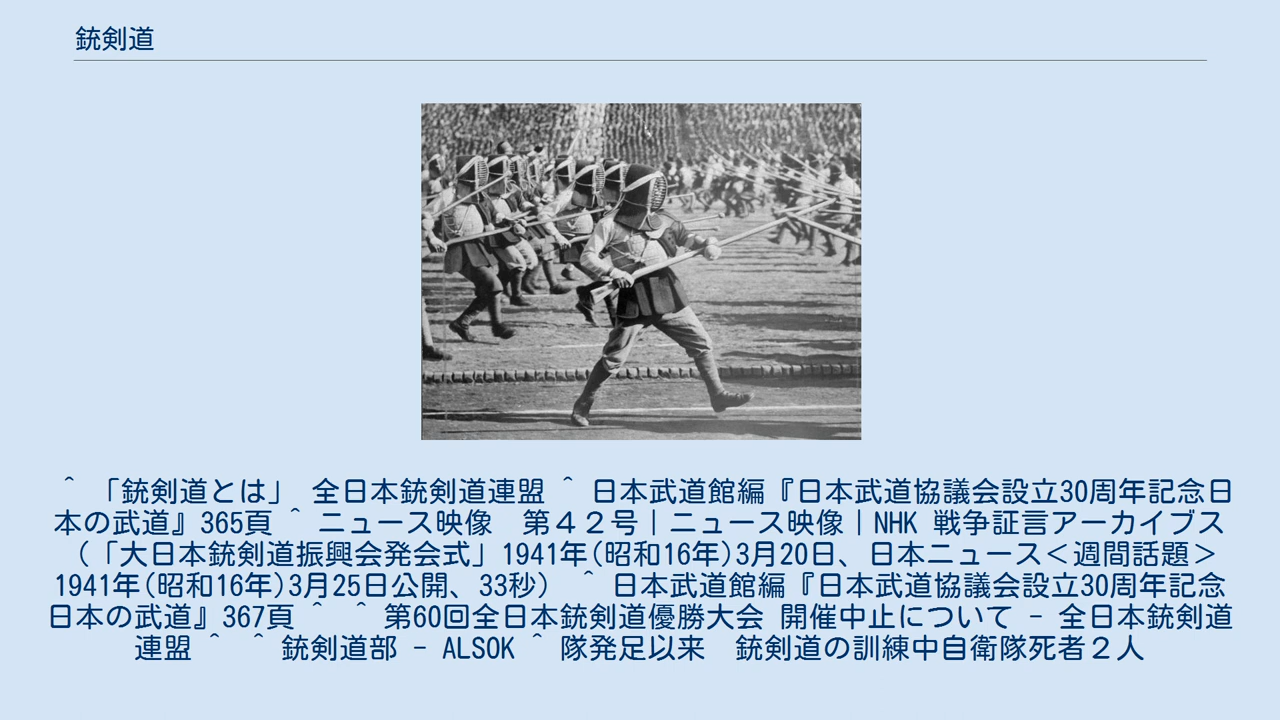 銃剣道
^ 「銃剣道とは」 全日本銃剣道連盟 ^ 日本武道館編『日本武道協議会設立30周年記念日
本の武道』365頁 ^ ニュース映像　第４２号｜ニュース映像｜NHK 戦争証言アーカイブス
（「大日本銃剣道振興会発会式」1941年(昭和16年)3月20日、日本ニュース＜週間話題＞
1941年(昭和16年)3月25日公開、33秒）　^ 日本武道館編『日本武道協議会設立30周年記念
日本の武道』367頁 ^　^ 第60回全日本銃剣道優勝大会 開催中止について - 全日本銃剣道
連盟 ^　^ 銃剣道部 - ALSOK ^ 隊発足以来　銃剣道の訓練中自衛隊死者２人